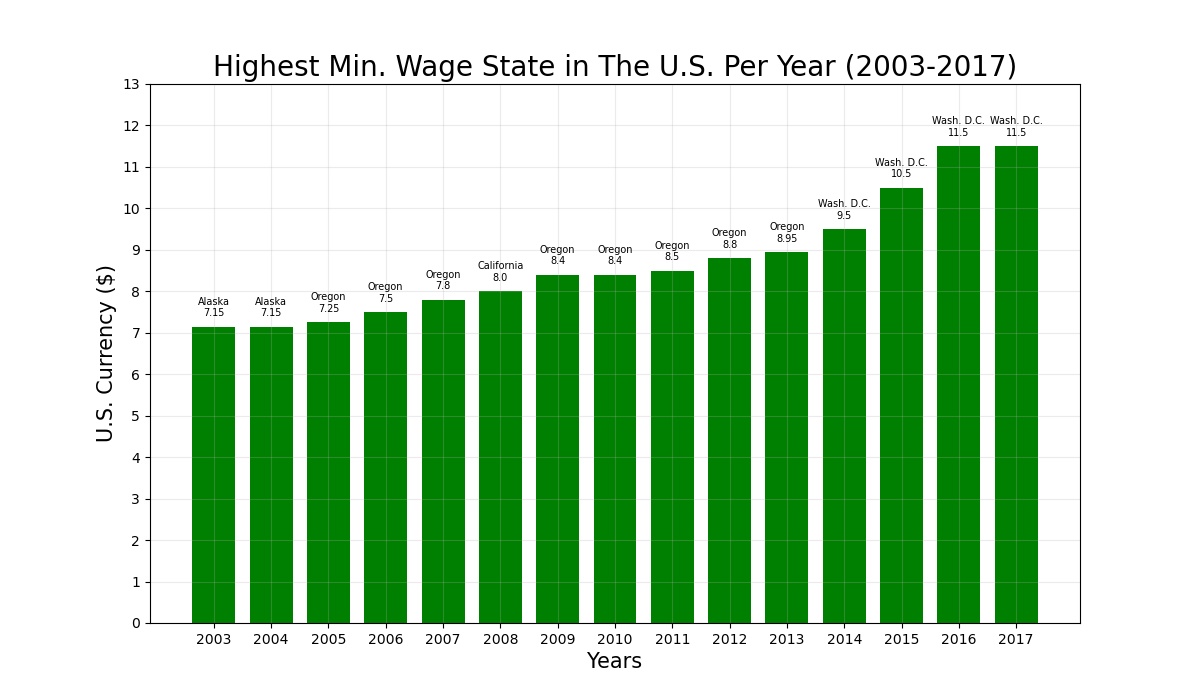 Highest Min. Wage State in The U.S. Per Year (2003-2017)
U.S. Currency ($)
13
12
11
10
9
8
7
6
5
4
3
2
1
0
Alaska
7.15
Alaska
7.15
Oregon
7.25
Oregon
7.5
Oregon
7.8
California
8.0
Oregon
8.4
Oregon
8.4
Oregon
8.5
Oregon
8.8
Oregon
8.95
Wash. D.C.
9.5
Wash. D.C.
10.5
Wash. D.C.
11.5
Wash. D.C.
11.5
2003 2004 2005 2006 2007 2008 2009 2010 2011 2012 2013 2014 2015 2016 2017
Years